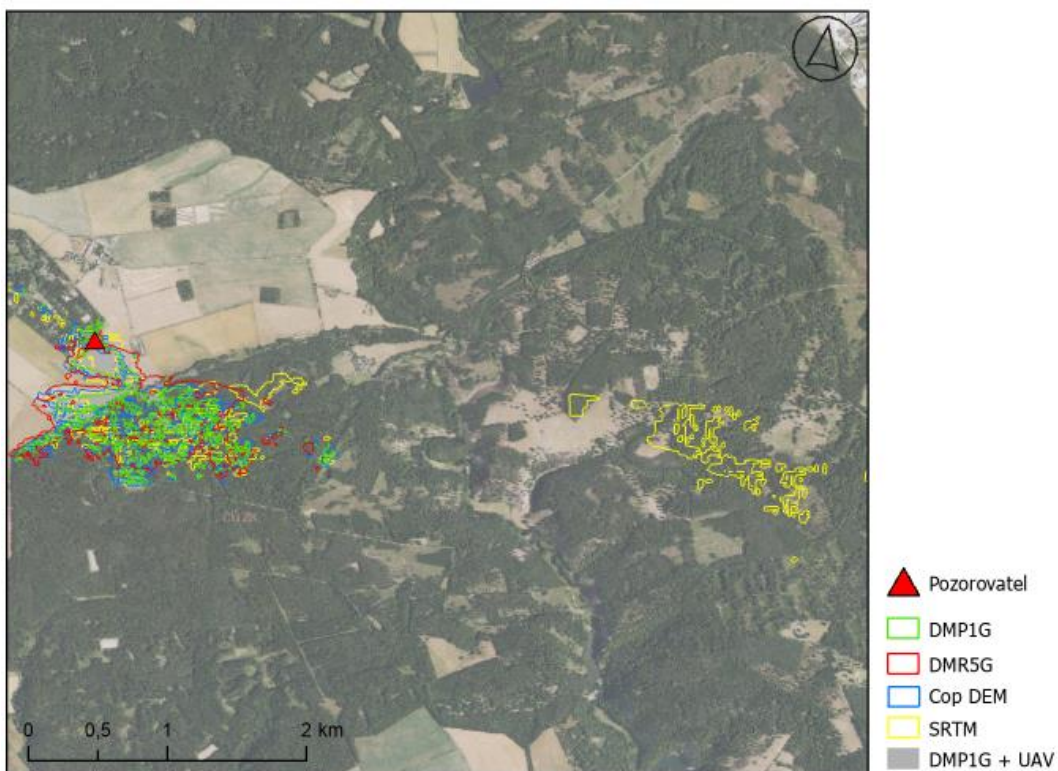 Pozorovatel
DMP1G
DMR5G
Cop DEM
SRTM
DMP1G + UAV
0 0,5 1 2 km